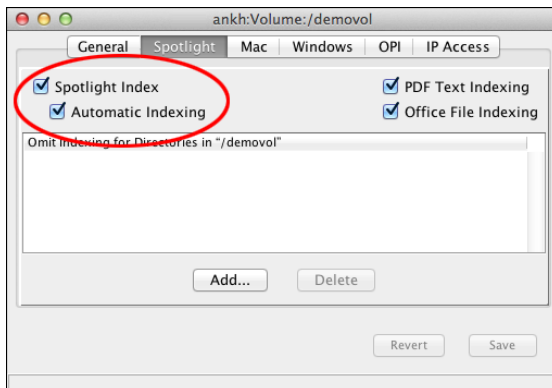 ankh:Volume:/demovol
General Spotlight Mac Windows OPI IP Access
Spotlight Index PDF Text Indexing
Automatic Indexing Office File Indexing
Omit Indexing for Directories in "/demovol"
Add... Delete
Revert Save